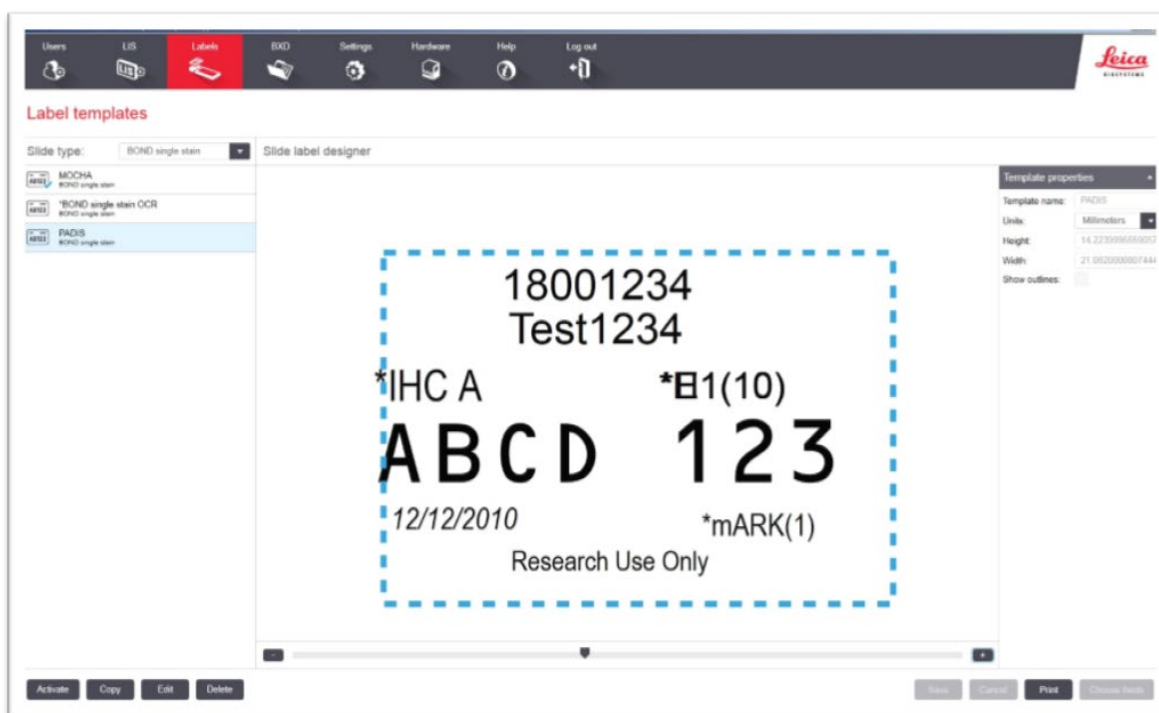 Users LIS Labels BXD Settings Hardware Help Log out
Leica
BIOSYSTEMS
Label templates
Slide type: BOND single stain
Slide label designer
MOCHA
BOND single stain
*BOND single stain OCR
BOND single stain
PADIS
BOND single stain
18001234
Test1234
*IHC A *日1(10)
ABCD 123
12/12/2010 *mARK(1)
Research Use Only
Template properties
Template name: PADIS
Units: Millimeters
Height:
Width:
Show outlines:
Activate Copy Edit Delete
Save Cancel Print Choose fields